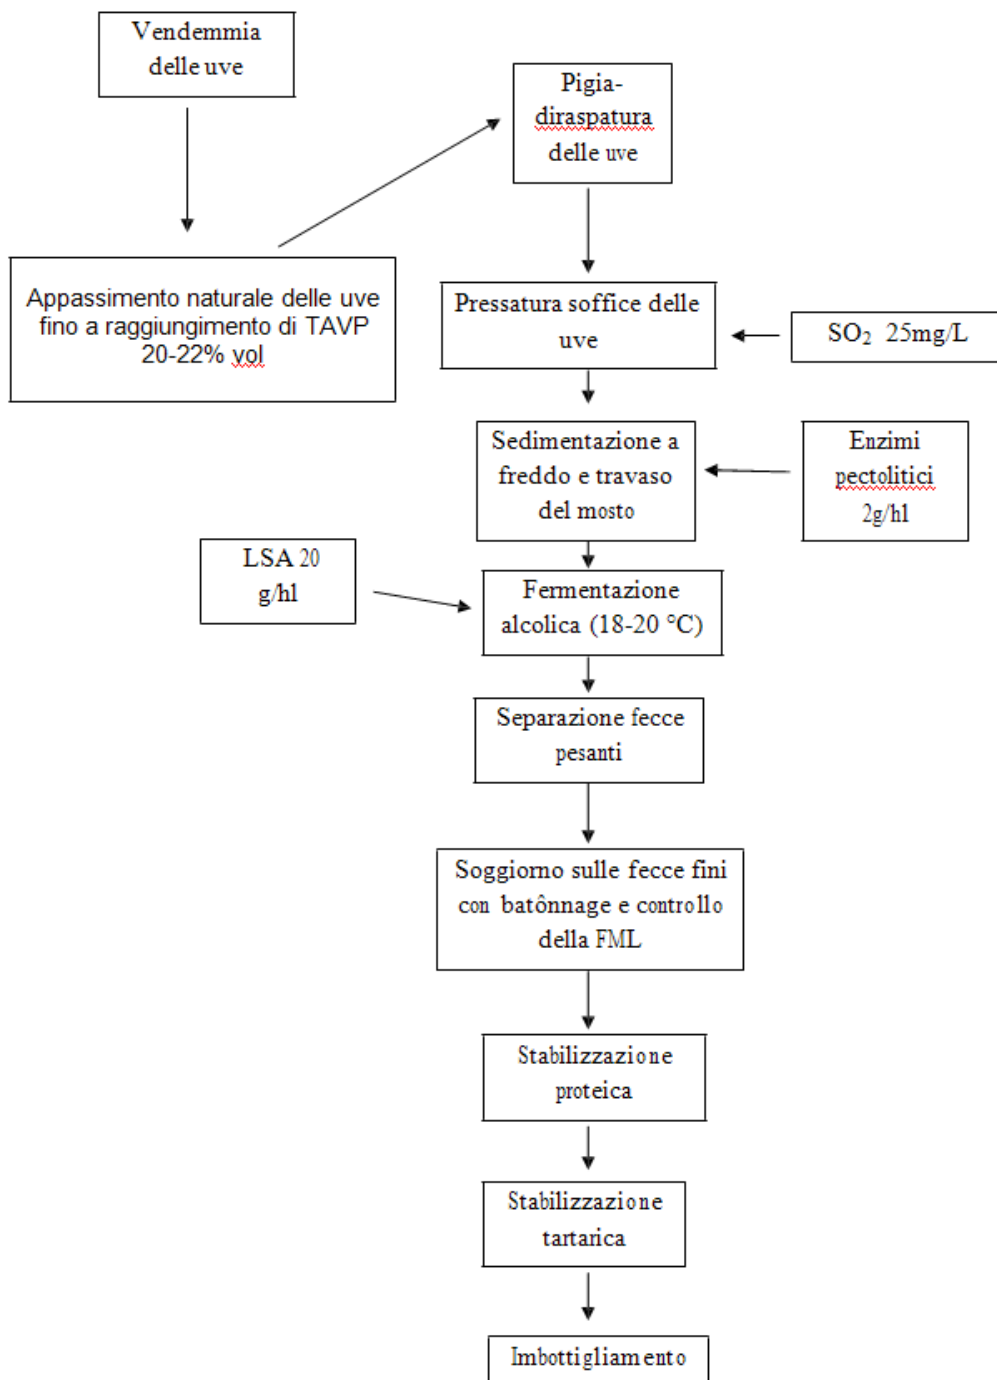 Vendemmia
delle uve
Pigia-
diraspatura
delle uve
Appassimento naturale delle uve
fino a raggiungimento di TAVP
20-22% vol
Pressatura soffice delle
uve
SO₂ 25mg/L
Sedimentazione a
freddo e travaso
del mosto
Enzimi
pectolitici
2g/hl
LSA 20
g/hl
Fermentazione
alcolica (18-20 °C)
Separazione fecce
pesanti
Soggiorno sulle fecce fini
con batônnage e controllo
della FML
Stabilizzazione
proteica
Stabilizzazione
tartarica
Imbottigliamento